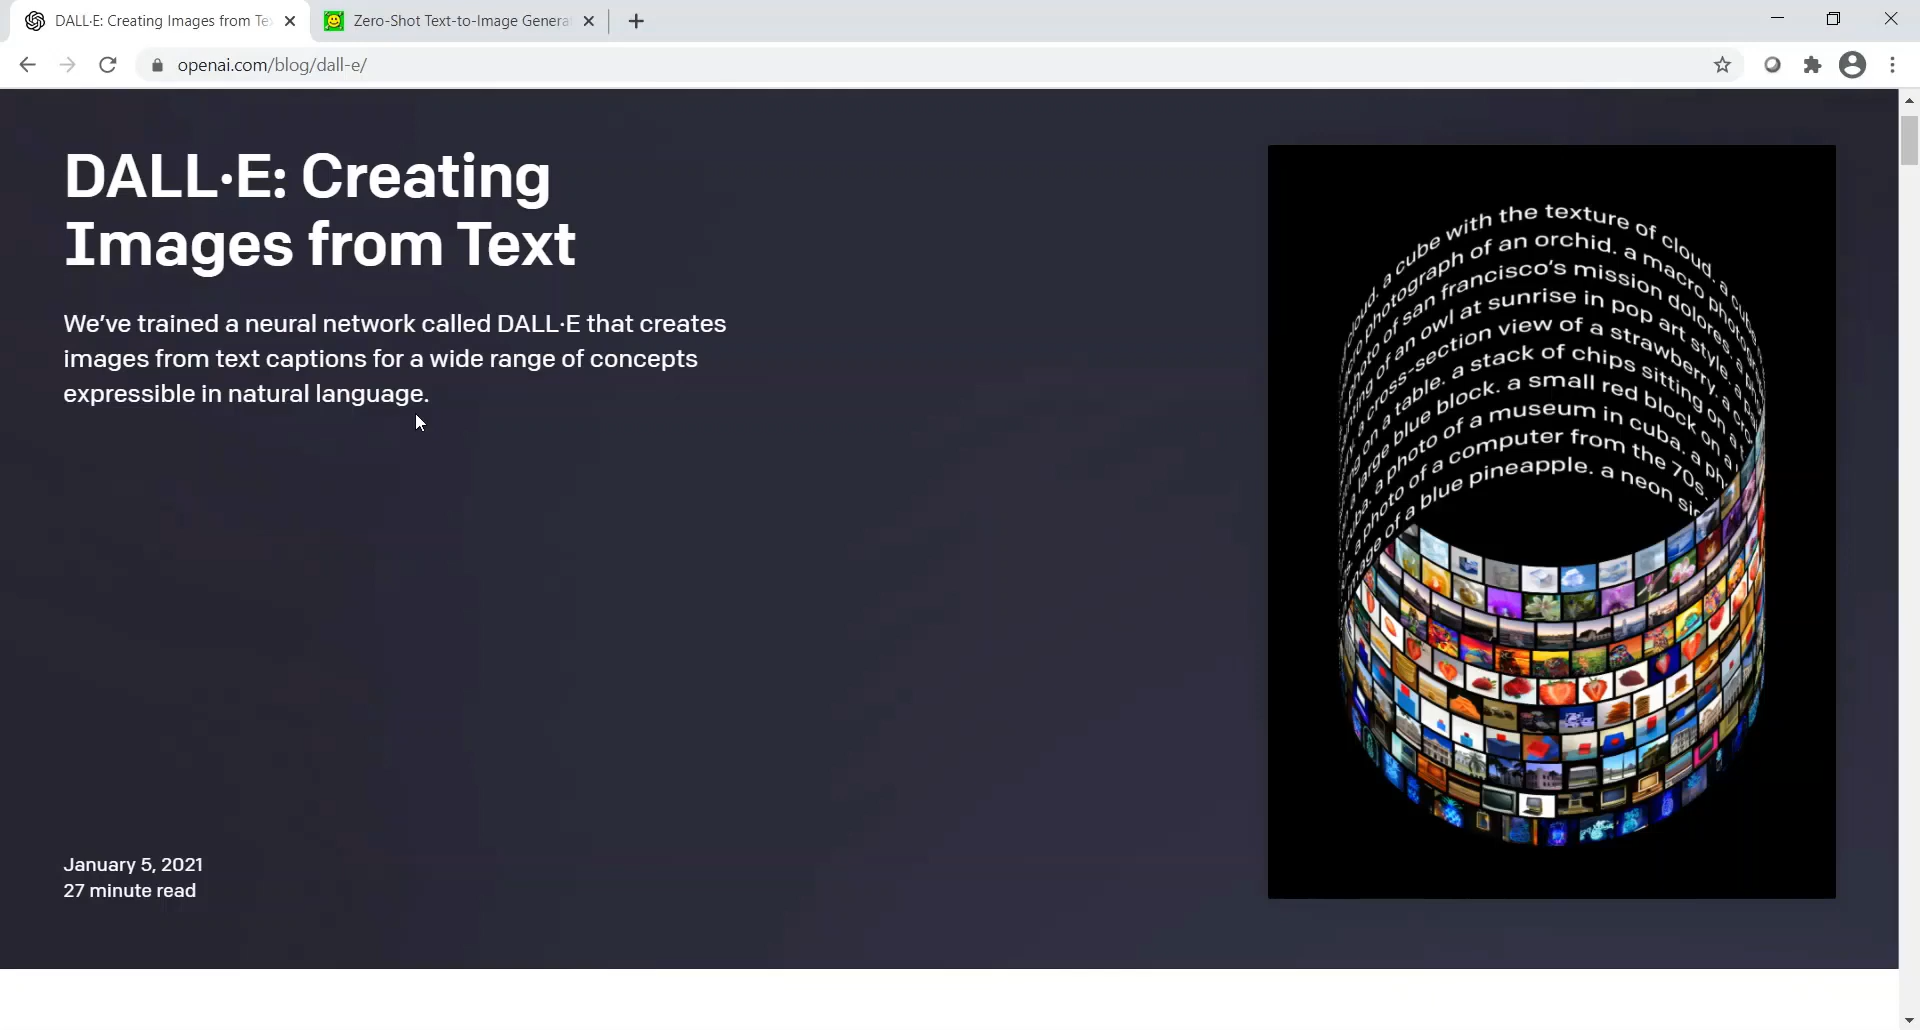 DALL·E: Creating Images from Te
Zero-Shot Text-to-Image Genera
openai.com/blog/dall-e/
DALL·E: Creating
Images from Text
We've trained a neural network called DALL·E that creates
images from text captions for a wide range of concepts
expressible in natural language.
January 5, 2021
27 minute read
cloud. a cube with the texture of cloud. a
photograph of an orchid. a macro
photo of san francisco's mission dolores.
of an owl at sunrise in pop art style. a
a cross-section view of a strawberry. a
on a table. a stack of chips sitting on a
large blue block. a small red block on a
a photo of a museum in cuba. a
photo of a computer from the 70s.
of a blue pineapple. a neon